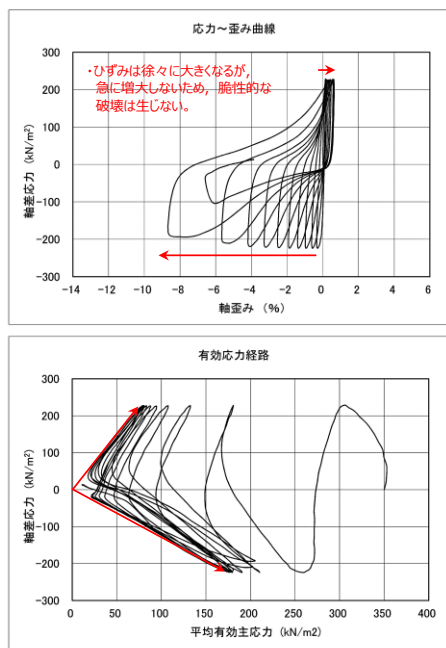 応力～歪み曲線
・ひずみは徐々に大きくなるが,
急に増大しないため, 脆性的な
破壊は生じない。
軸差応力 (kN/m²)
300
200
100
0
-100
-200
300
-14 -12 -10 -8 -6 -4 -2 0 2 4 6
軸歪み (%)
有効応力経路
軸差応力 (kN/m²)
300
200
100
0
-100
-200
-300
0 50 100 150 200 250 300 350 400
平均有効主応力 (kN/m2)